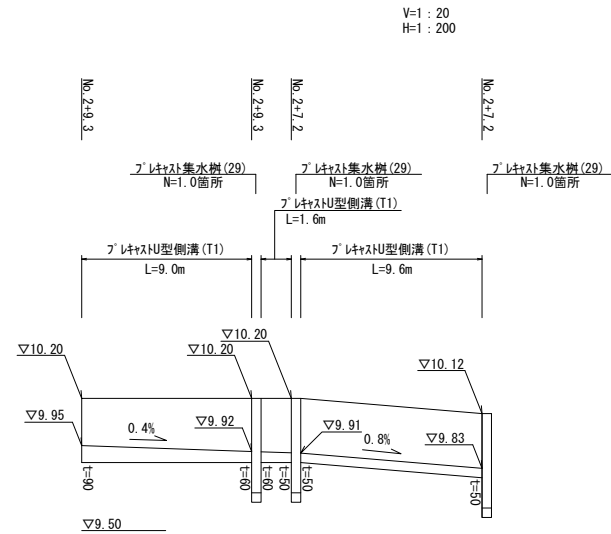 V=1 : 20
H=1 : 200
No.2+9.3
No.2+9.3
No.2+7.2
No.2+7.2
ﾌﾟﾚｷｬｽﾄ集水桝(29)
N=1.0箇所
ﾌﾟﾚｷｬｽﾄ集水桝(29)
N=1.0箇所
ﾌﾟﾚｷｬｽﾄ集水桝(29)
N=1.0箇所
ﾌﾟﾚｷｬｽﾄU型側溝(T1)
L=1.6m
ﾌﾟﾚｷｬｽﾄU型側溝(T1)
L=9.0m
ﾌﾟﾚｷｬｽﾄU型側溝(T1)
L=9.6m
▽10.20
▽10.20
▽10.20
▽10.12
▽9.95
0.4%
▽9.92
▽9.91
0.8%
▽9.83
t=90
t=60
t=60
t=50
t=50
t=50
▽9.50